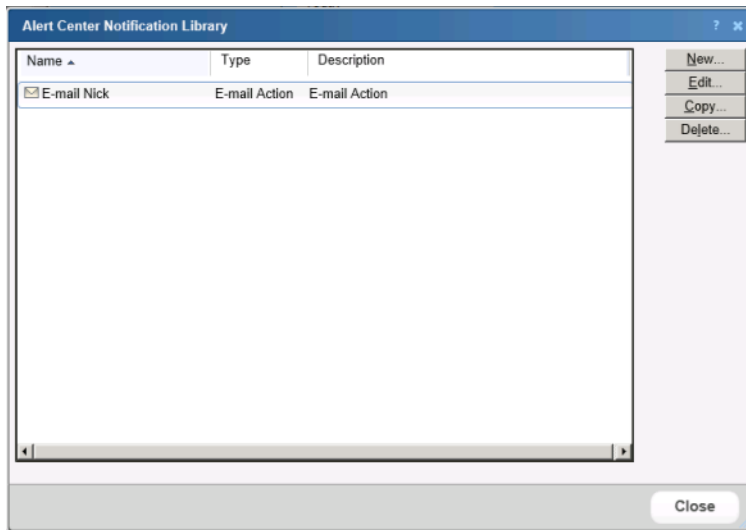 Alert Center Notification Library
?
Name Type Description
E-mail Nick E-mail Action E-mail Action
New...
Edit...
Copy...
Delete...
Close